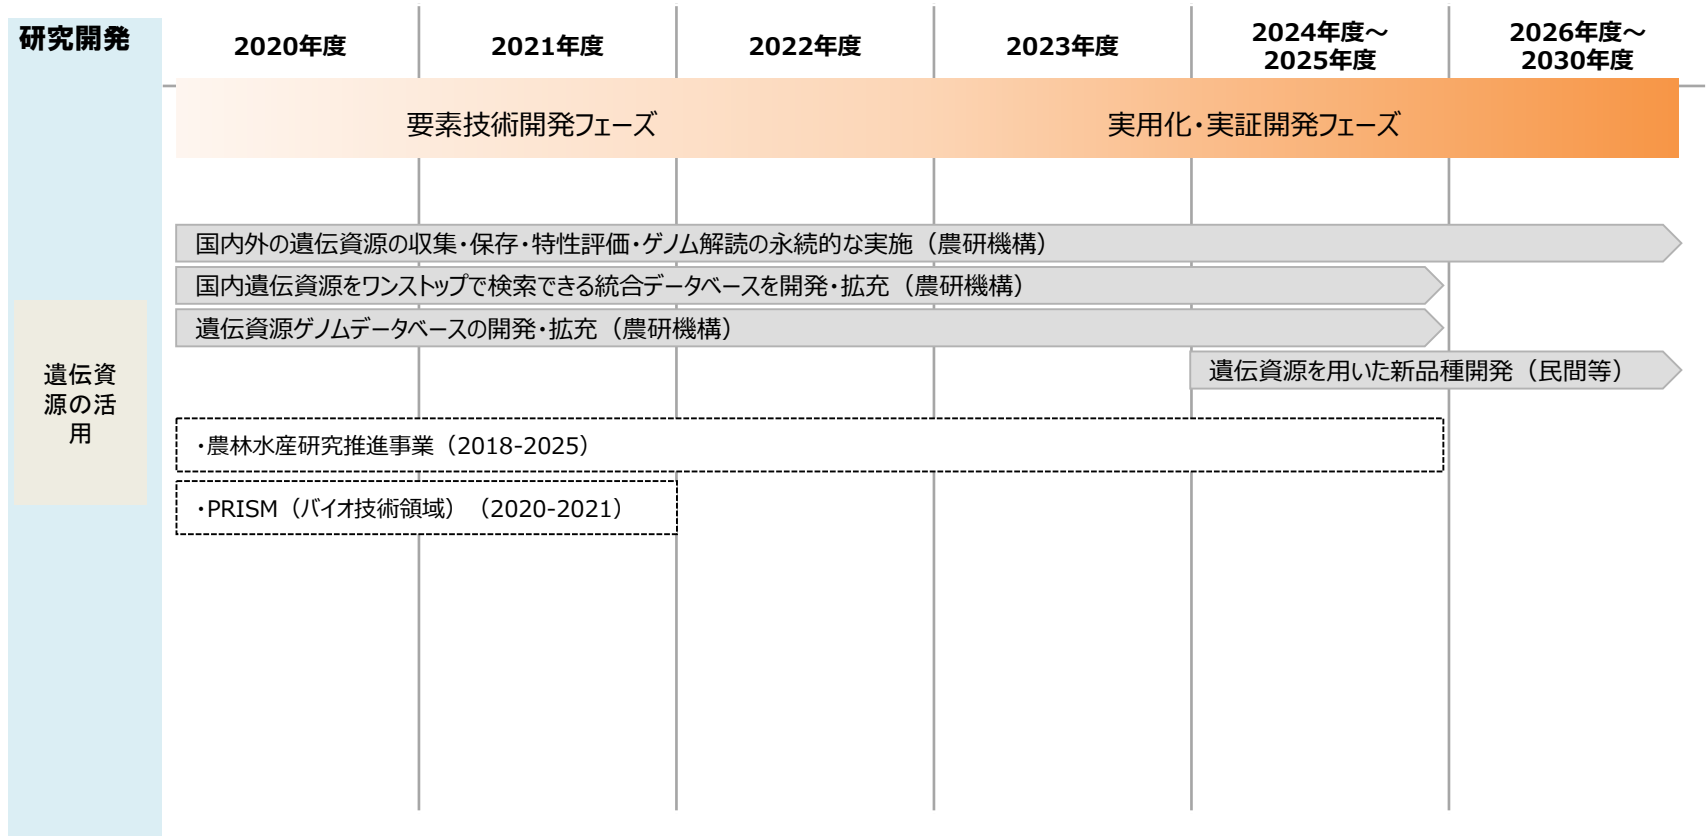 研究開発
2020年度
2021年度
2022年度
2023年度
2024年度～
2025年度
2026年度～
2030年度
要素技術開発フェーズ
実用化・実証開発フェーズ
国内外の遺伝資源の収集・保存・特性評価・ゲノム解読の永続的な実施（農研機構）
国内遺伝資源をワンストップで検索できる統合データベースを開発・拡充（農研機構）
遺伝資源ゲノムデータベースの開発・拡充（農研機構）
遺伝資源を用いた新品種開発（民間等）
遺伝資
源の活
用
・農林水産研究推進事業（2018-2025）
・PRISM（バイオ技術領域）（2020-2021）